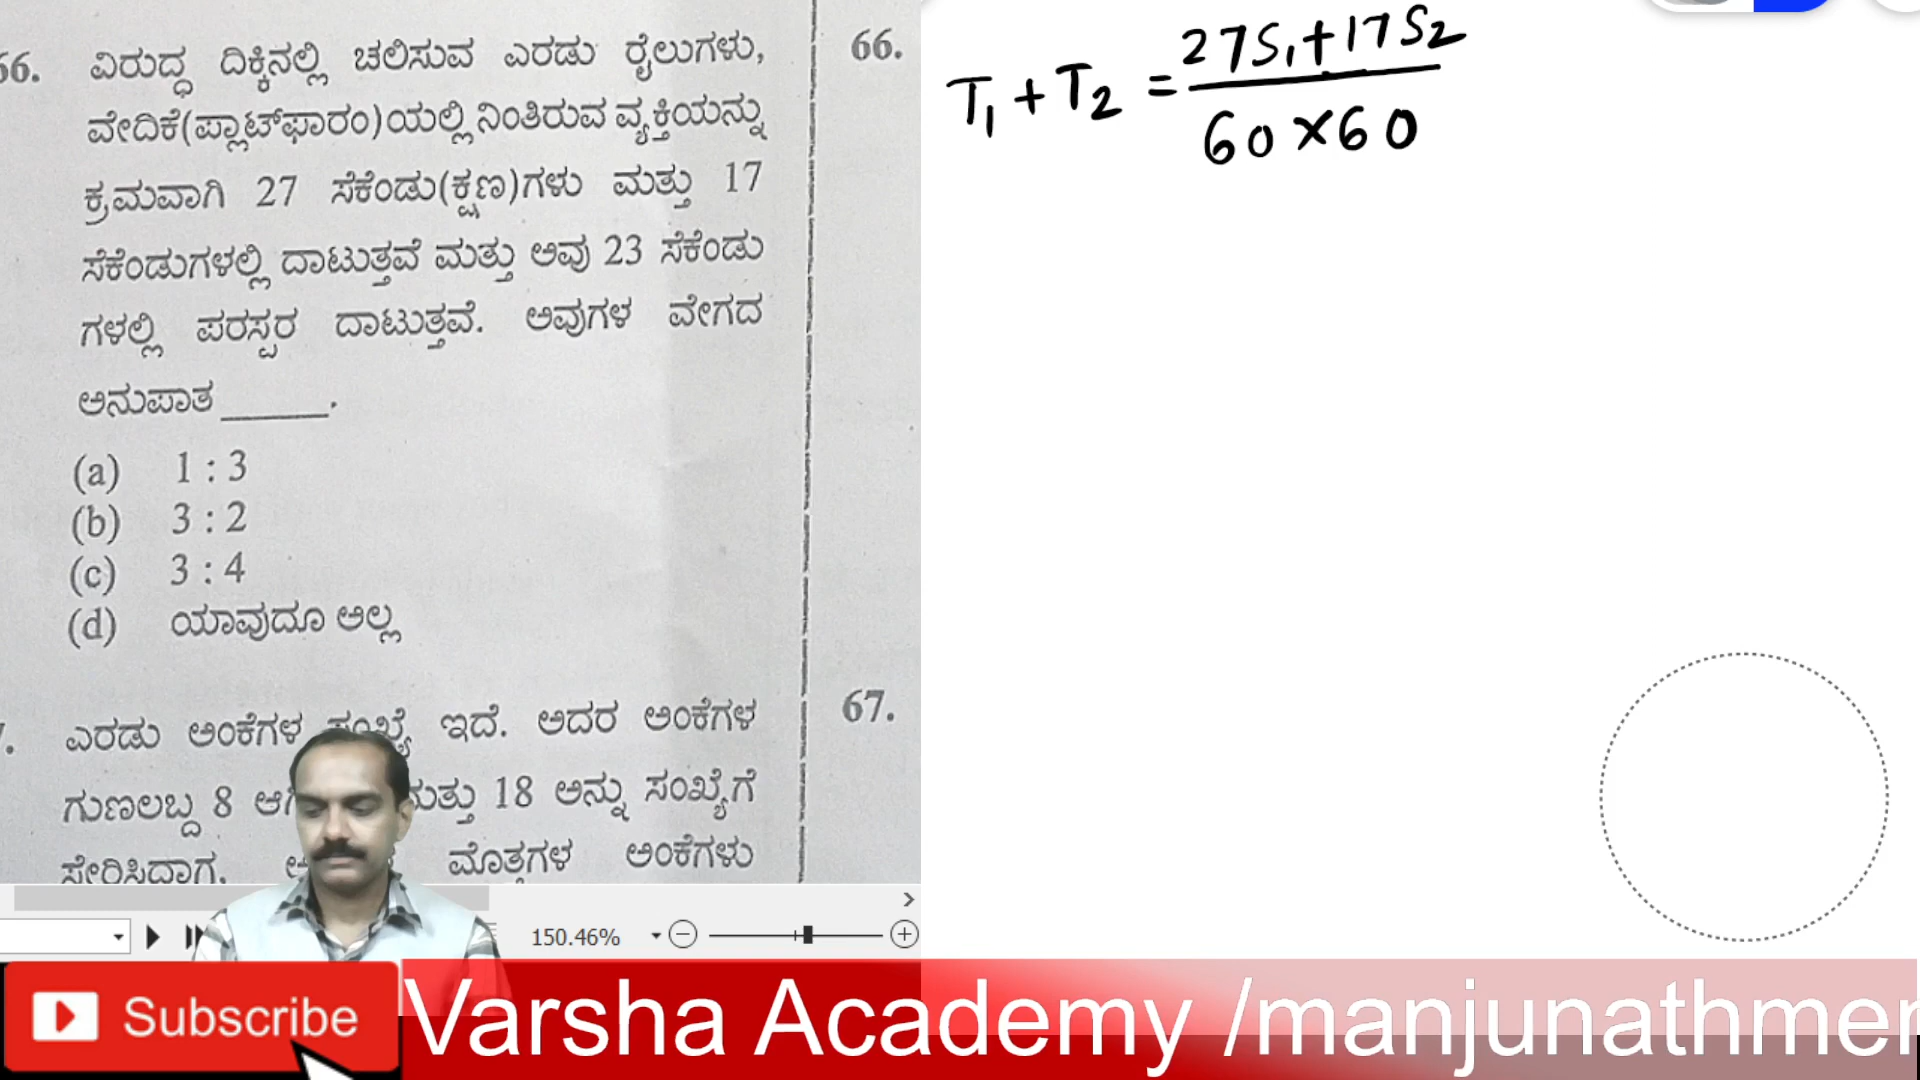 66. ವಿರುದ್ಧ ದಿಕ್ಕಿನಲ್ಲಿ ಚಲಿಸುವ ಎರಡು ರೈಲುಗಳು,
ವೇದಿಕೆ(ಪ್ಲಾಟ್‌ಫಾರಂ)ಯಲ್ಲಿ ನಿಂತಿರುವ ವ್ಯಕ್ತಿಯನ್ನು
ಕ್ರಮವಾಗಿ 27 ಸೆಕೆಂಡು(ಕ್ಷಣ)ಗಳು ಮತ್ತು 17
ಸೆಕೆಂಡುಗಳಲ್ಲಿ ದಾಟುತ್ತವೆ ಮತ್ತು ಅವು 23 ಸೆಕೆಂಡು
ಗಳಲ್ಲಿ ಪರಸ್ಪರ ದಾಟುತ್ತವೆ. ಅವುಗಳ ವೇಗದ
ಅನುಪಾತ ______.
(a) 1 : 3
(b) 3 : 2
(c) 3 : 4
(d) ಯಾವುದೂ ಅಲ್ಲ
. ಎರಡು ಅಂಕೆಗಳ ಸಂಖ್ಯೆ ಇದೆ. ಅದರ ಅಂಕೆಗಳ
ಗುಣಲಬ್ದ 8 ಮತ್ತು 18 ಅನ್ನು ಸಂಖ್ಯೆಗೆ
ಸೇರಿಸಿದಾಗ, ಮೊತ್ತಗಳ ಅಂಕೆಗಳು
66.
67.
T1 + T2 = 27S1 + 17S2
60 × 60
150.46%
Subscribe
Varsha Academy /manjunathmer